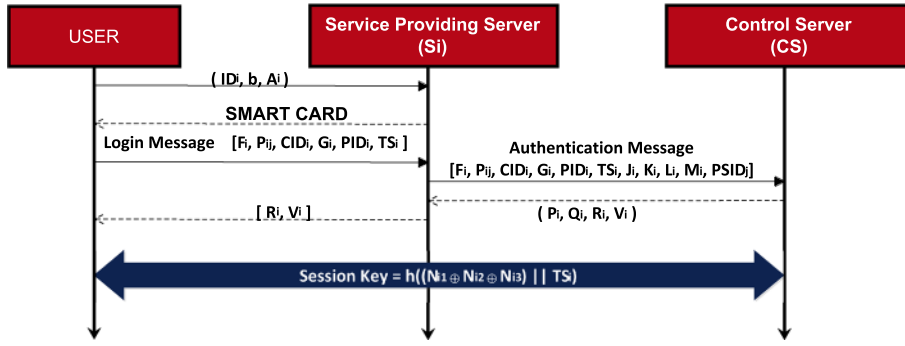 USER
Service Providing Server
(Si)
Control Server
(CS)
( IDi, b, Ai )
SMART CARD
Login Message [Fi, Pij, CIDi, Gi, PIDi, TSi ]
Authentication Message
[Fi, Pij, CIDi, Gi, PIDi, TSi, Ji, Ki, Li, Mi, PSIDj]
[ Ri, Vi ]
( Pi, Qi, Ri, Vi )
Session Key = h((Ni1 ⊕ Ni2 ⊕ Ni3) || TSi)